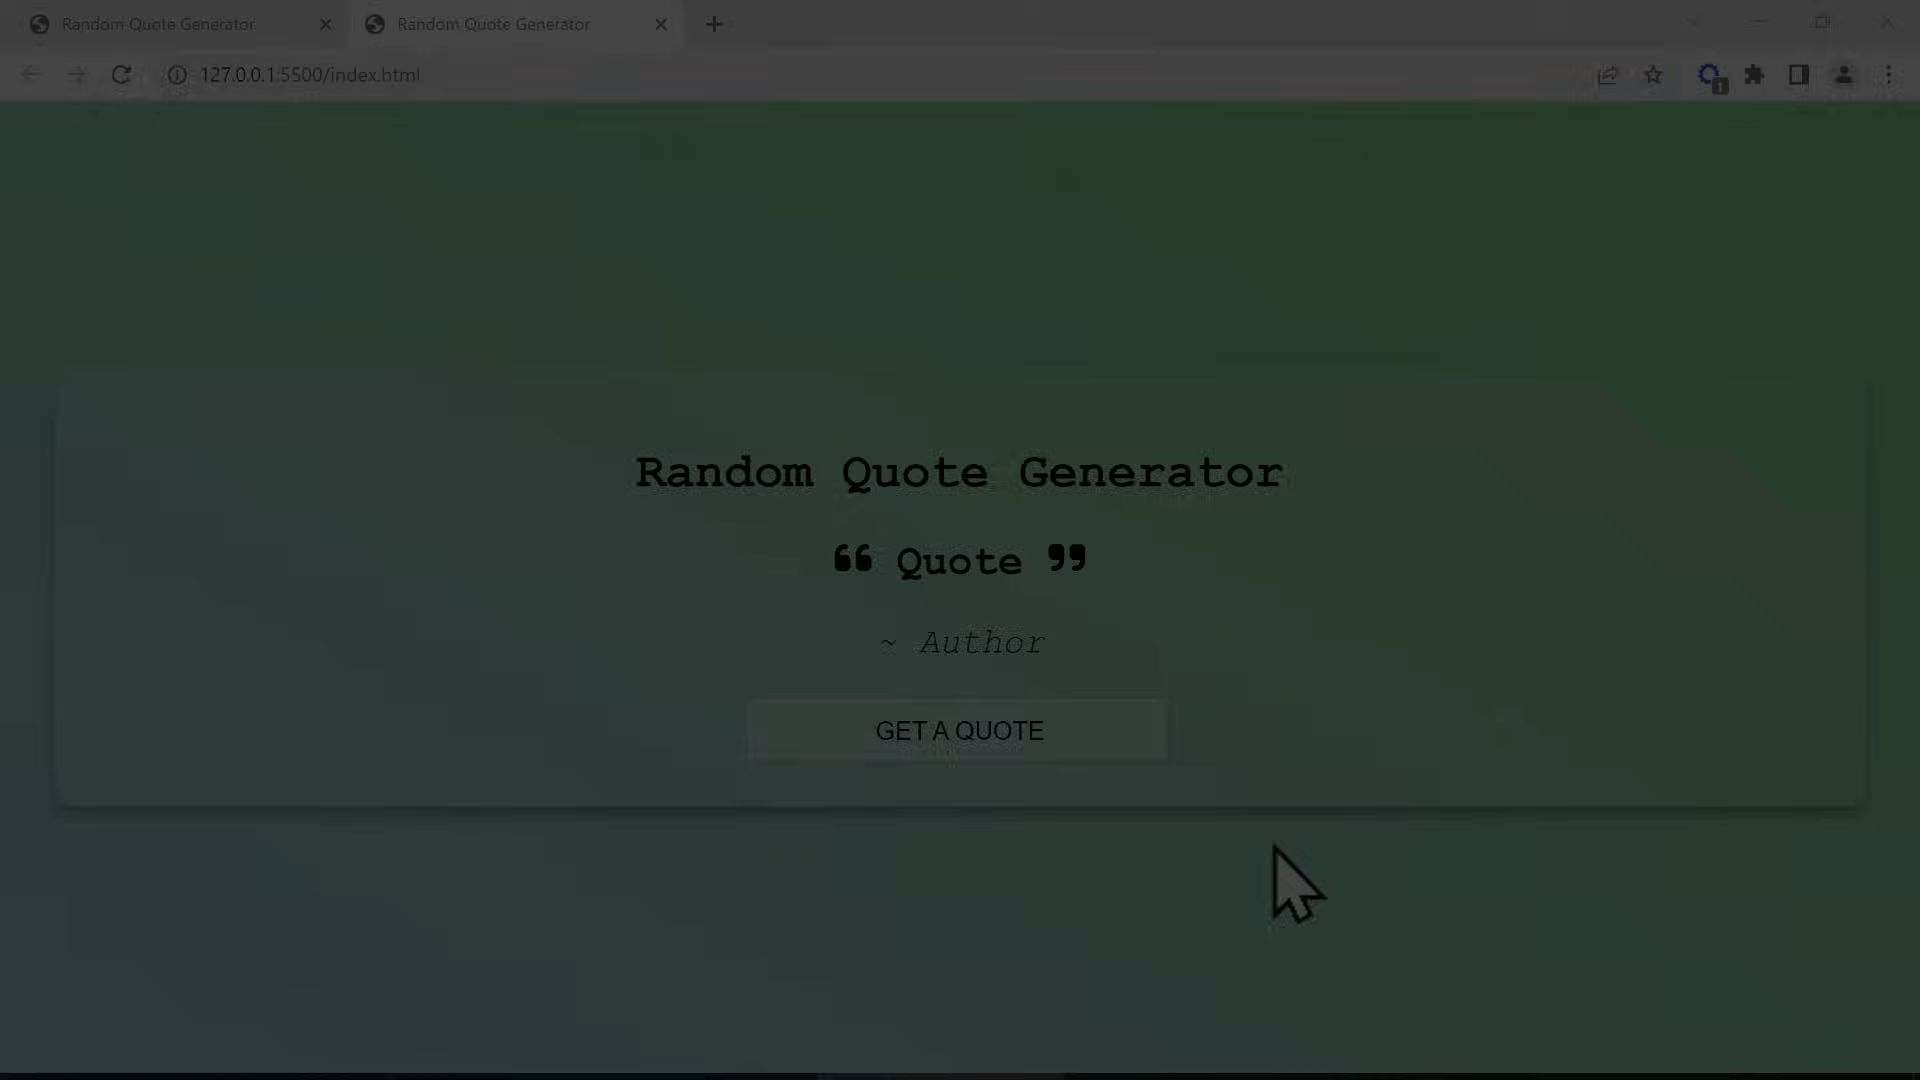 Random Quote Generator
Random Quote Generator
127.0.0.1:5500/index.html
1
Random Quote Generator
❝ Quote ❞
~ Author
GET A QUOTE